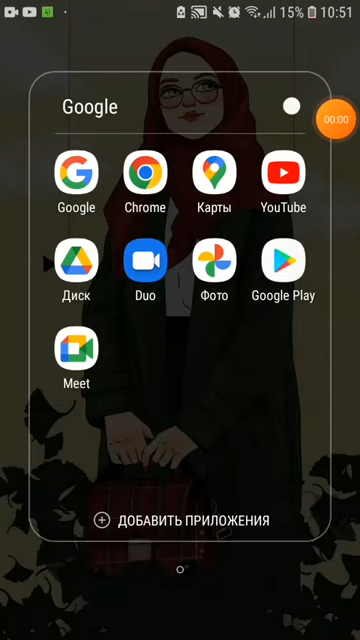 15% 10:51
Google
00:00
Google Chrome Карты YouTube
Диск Duo Фото Google Play
Meet
ДОБАВИТЬ ПРИЛОЖЕНИЯ